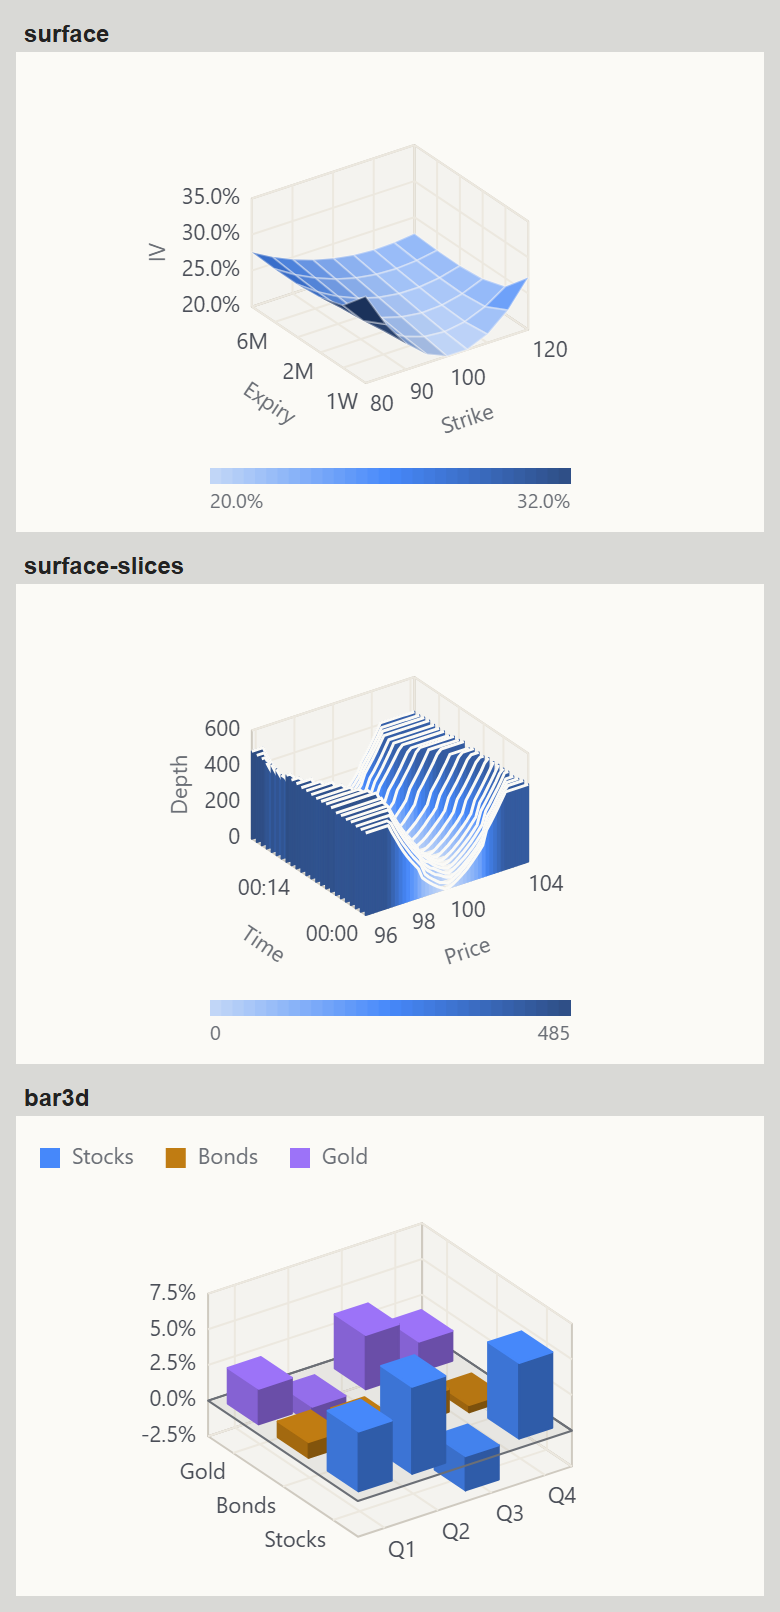 surface
35.0%
30.0%
25.0%
20.0%
IV
6M
2M
1W
Expiry
80
90
100
120
Strike
20.0%
32.0%
surface-slices
600
400
200
0
Depth
00:14
00:00
Time
96
98
100
104
Price
0
485
bar3d
Stocks Bonds Gold
7.5%
5.0%
2.5%
0.0%
-2.5%
Gold
Bonds
Stocks
Q1
Q2
Q3
Q4